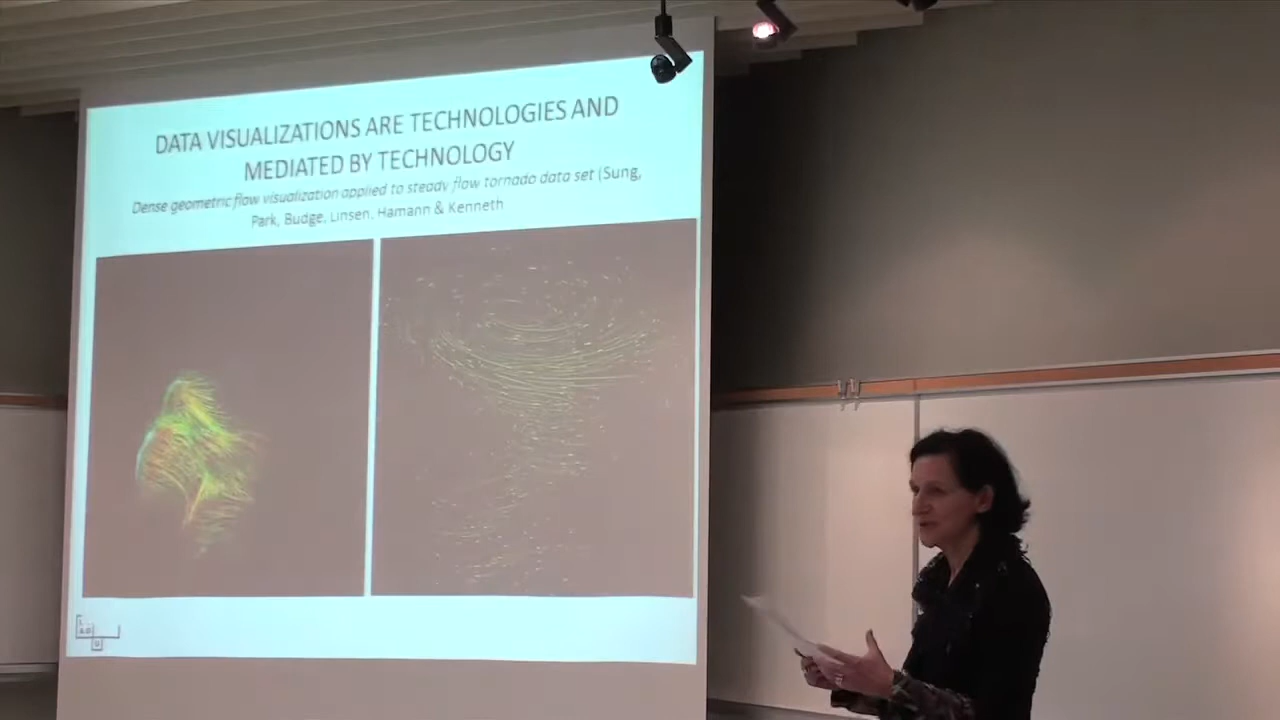 DATA VISUALIZATIONS ARE TECHNOLOGIES AND
MEDIATED BY TECHNOLOGY
Dense geometric flow visualization applied to steady flow tornado data set (Sung,
Park, Budge, Linsen, Hamann & Kenneth